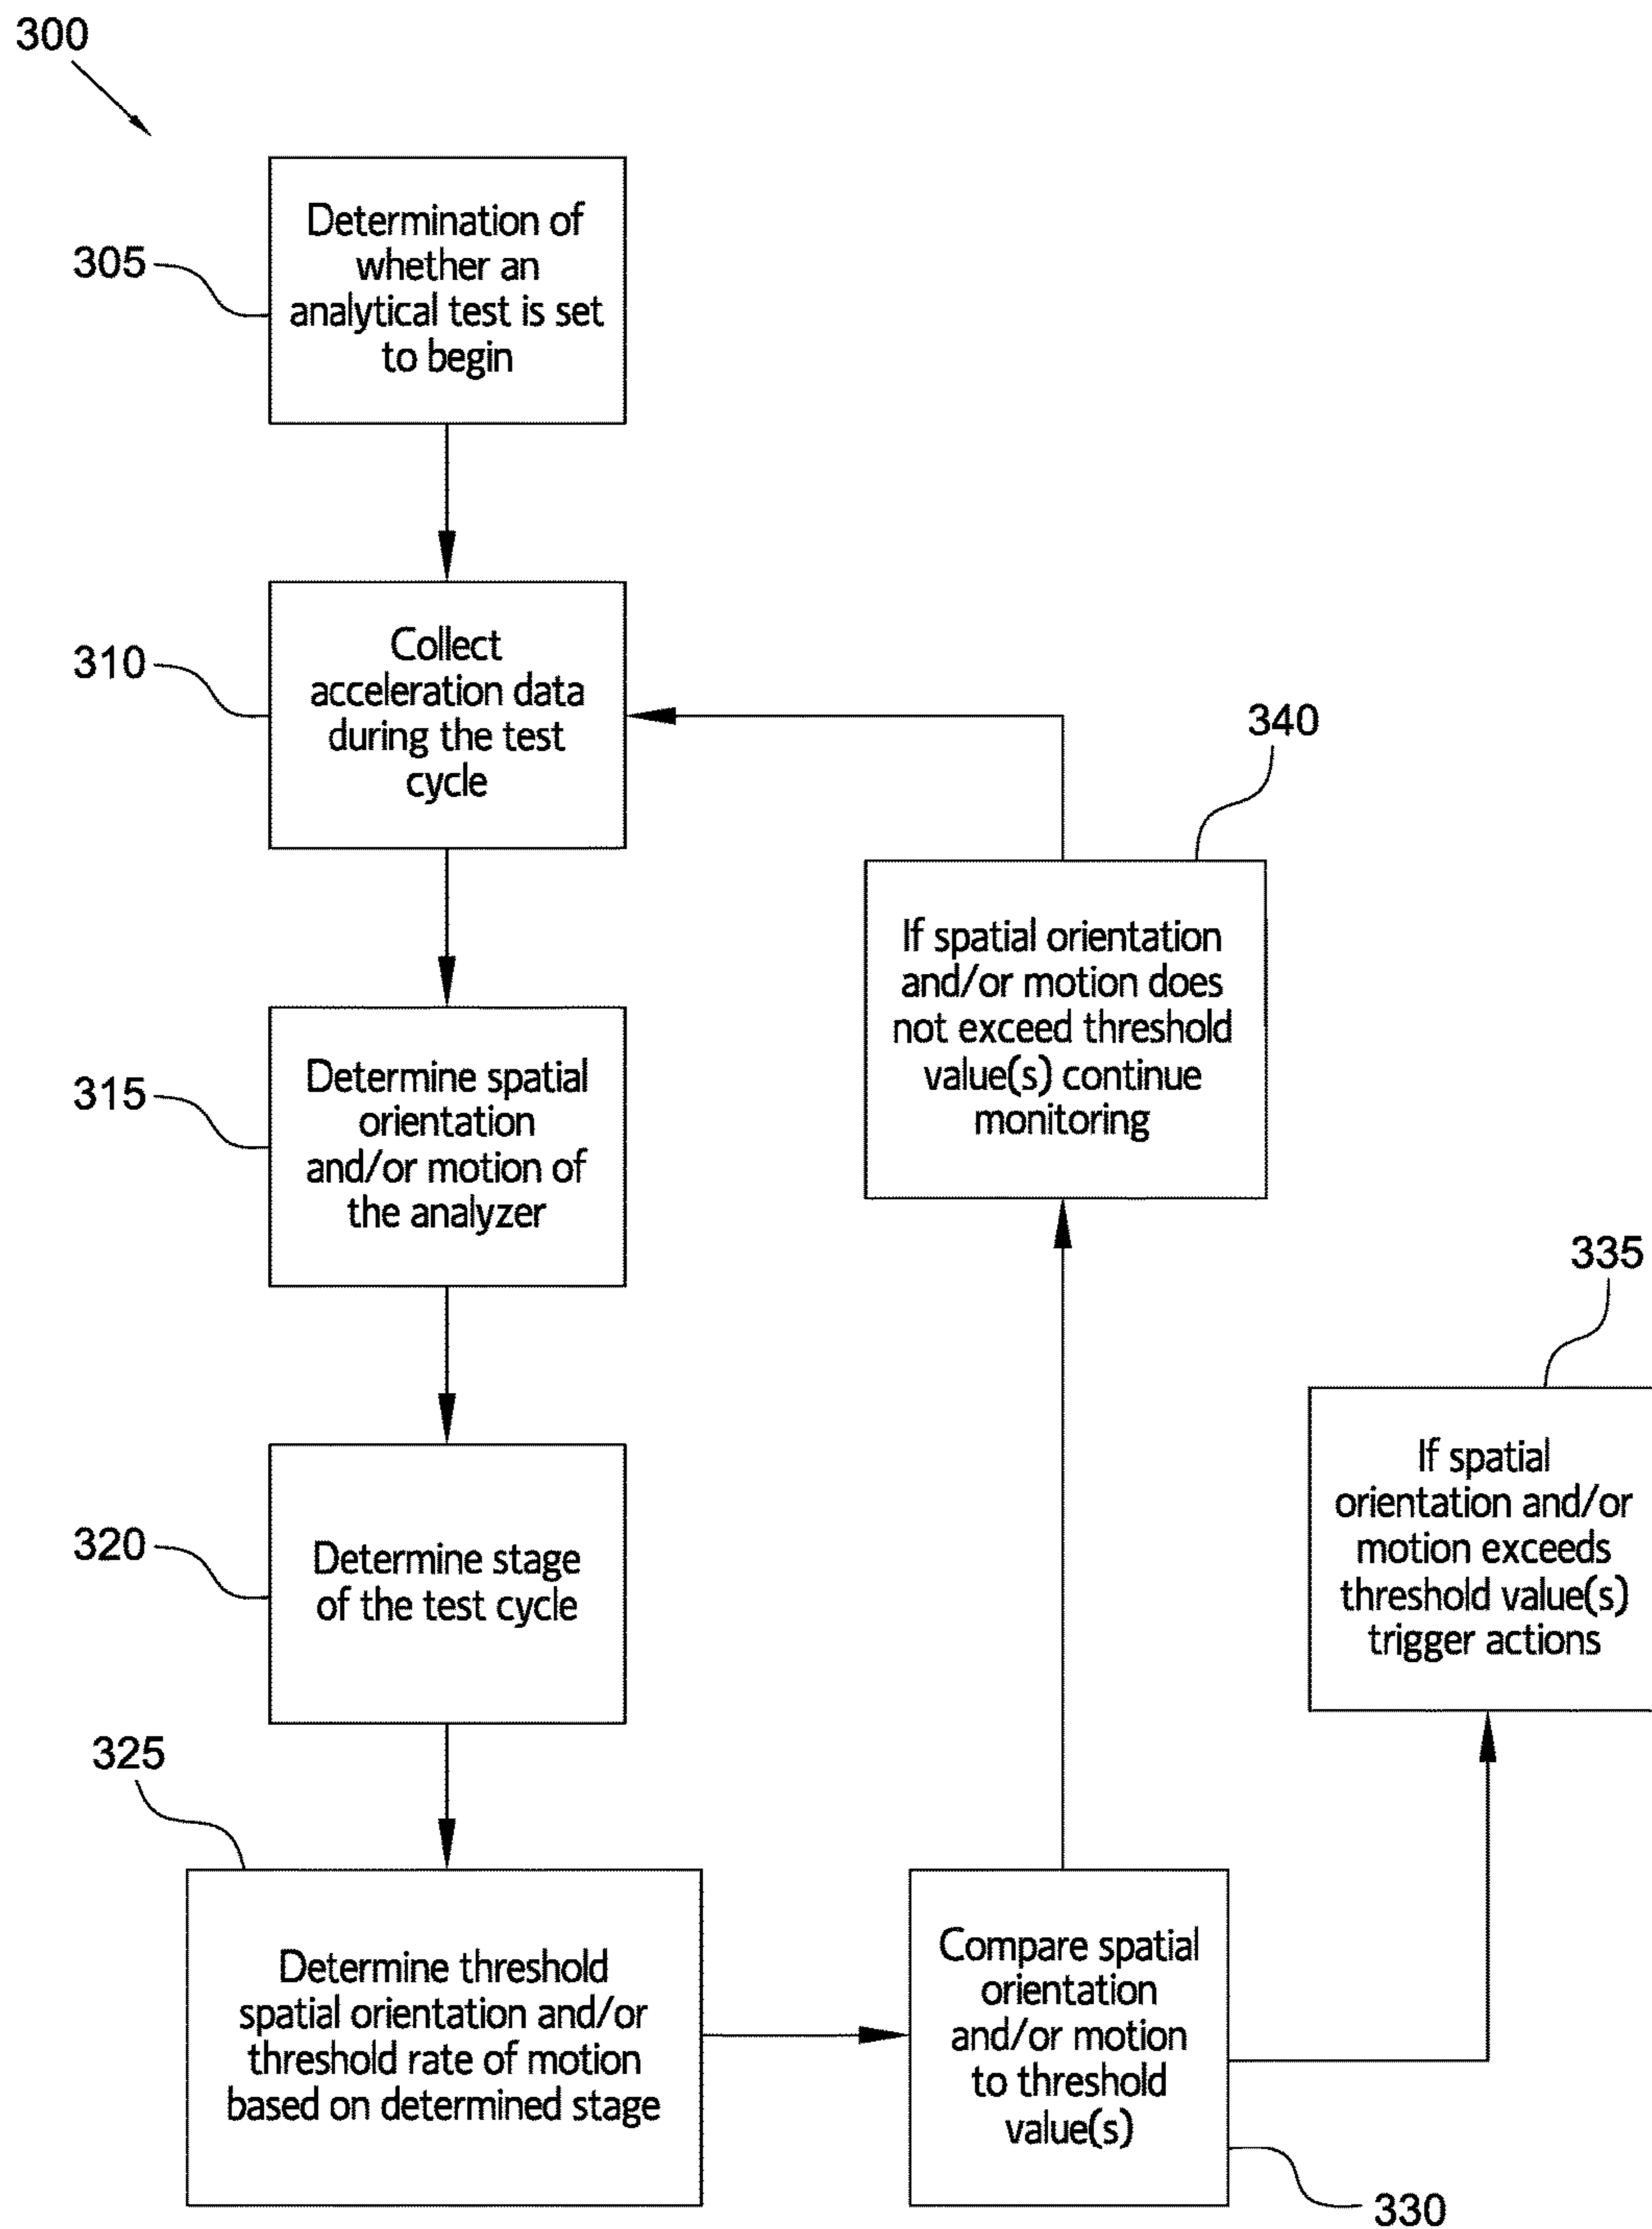 300
305
Determination of
whether an
analytical test is set
to begin
310
Collect
acceleration data
during the test
cycle
340
If spatial orientation
and/or motion does
not exceed threshold
value(s) continue
monitoring
315
Determine spatial
orientation
and/or motion of
the analyzer
335
If spatial
orientation and/or
motion exceeds
threshold value(s)
trigger actions
320
Determine stage
of the test cycle
325
Determine threshold
spatial orientation and/or
threshold rate of motion
based on determined stage
Compare spatial
orientation
and/or motion
to threshold
value(s)
330